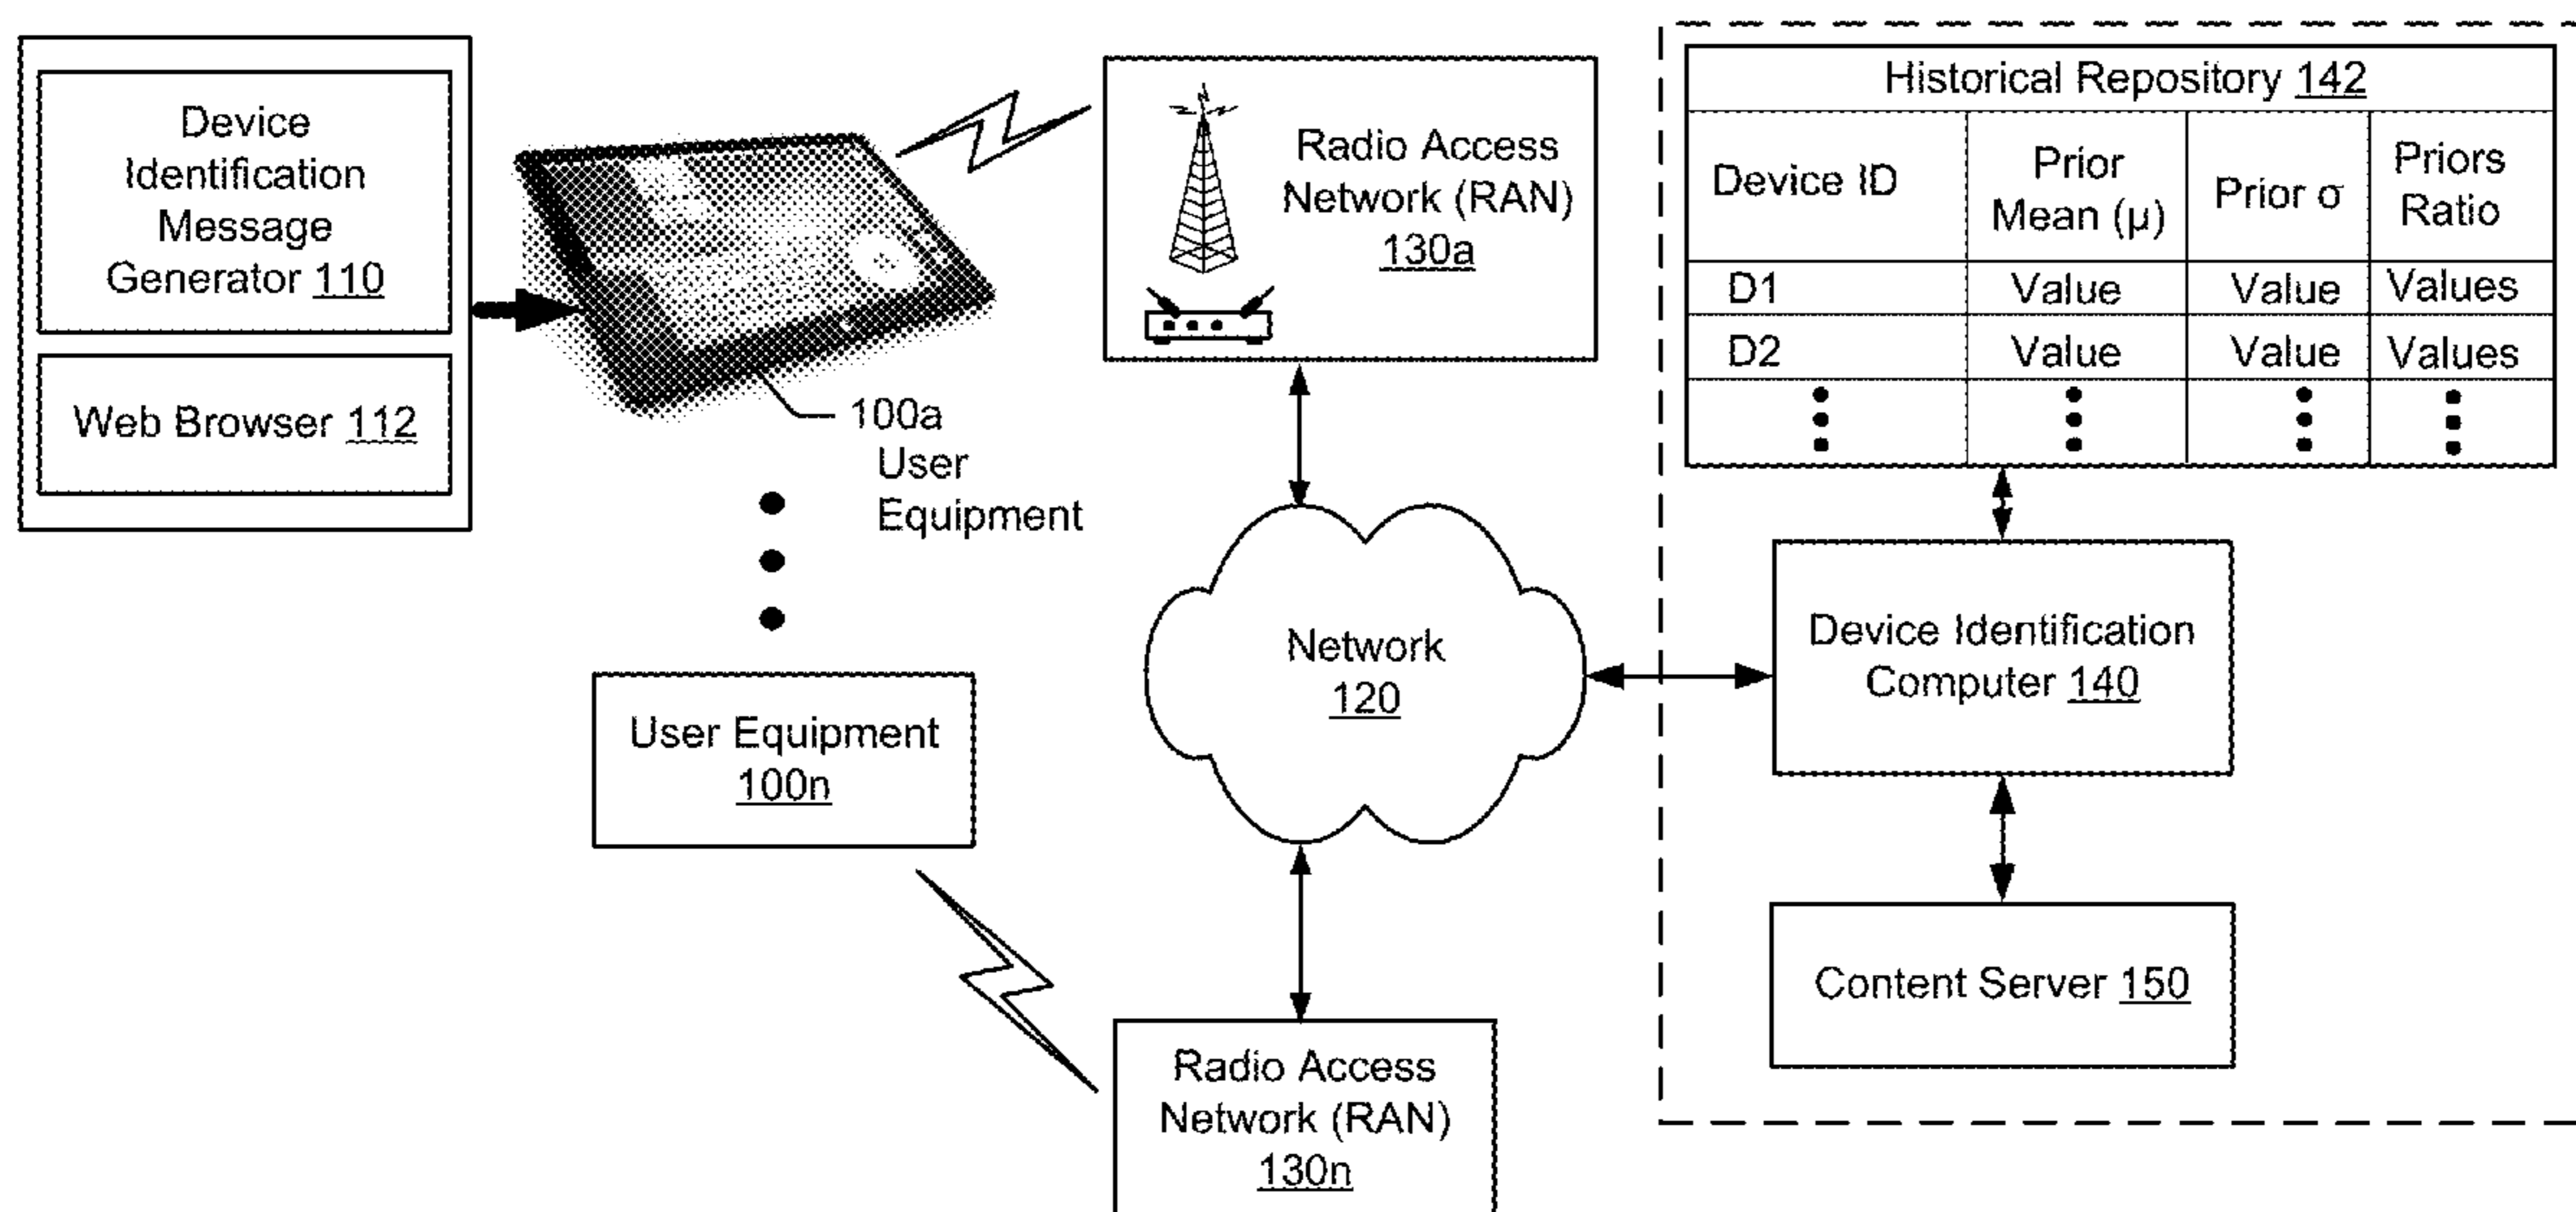 Device
Identification
Message
Generator 110
Web Browser 112
100a
User
Equipment
User Equipment
100n
Radio Access
Network (RAN)
130a
Network
120
Radio Access
Network (RAN)
130n
Historical Repository 142
Device ID
Prior
Mean (μ)
Prior σ
Priors
Ratio
D1 Value Value Values
D2 Value Value Values
Device Identification
Computer 140
Content Server 150